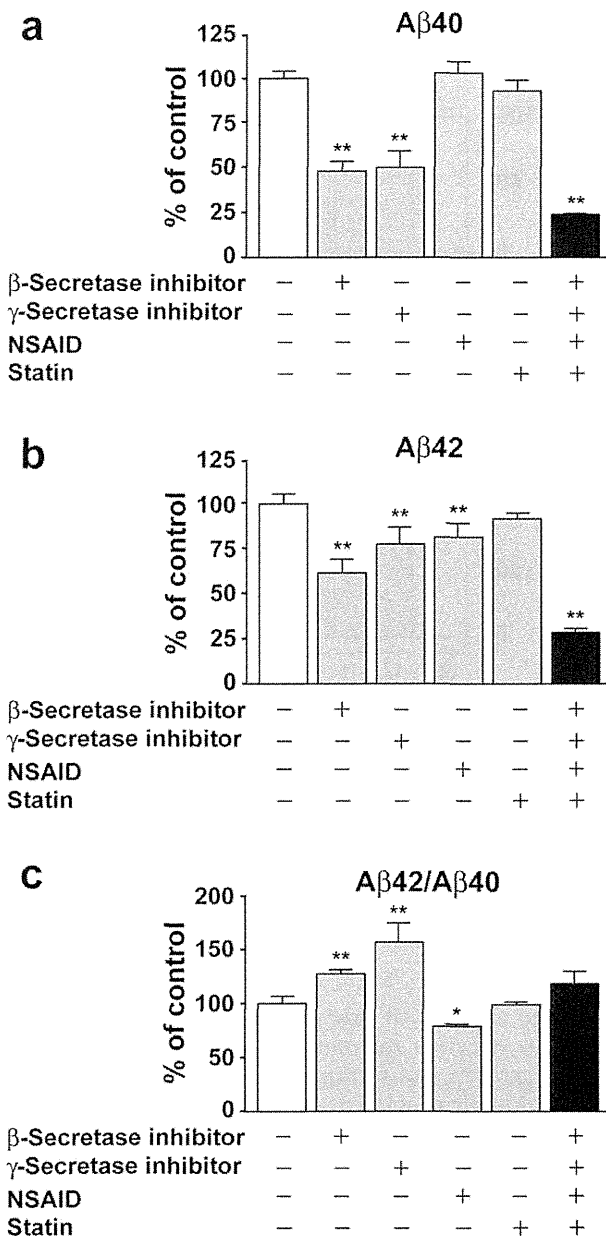 a
Aβ40
% of control
125
100
75
50
25
0
** ** **
β-Secretase inhibitor – + – – – +
γ-Secretase inhibitor – – + – – +
NSAID – – – + – +
Statin – – – – + +
b
Aβ42
% of control
125
100
75
50
25
0
** ** ** **
β-Secretase inhibitor – + – – – +
γ-Secretase inhibitor – – + – – +
NSAID – – – + – +
Statin – – – – + +
c
Aβ42/Aβ40
% of control
200
150
100
50
0
** ** *
β-Secretase inhibitor – + – – – +
γ-Secretase inhibitor – – + – – +
NSAID – – – + – +
Statin – – – – + +